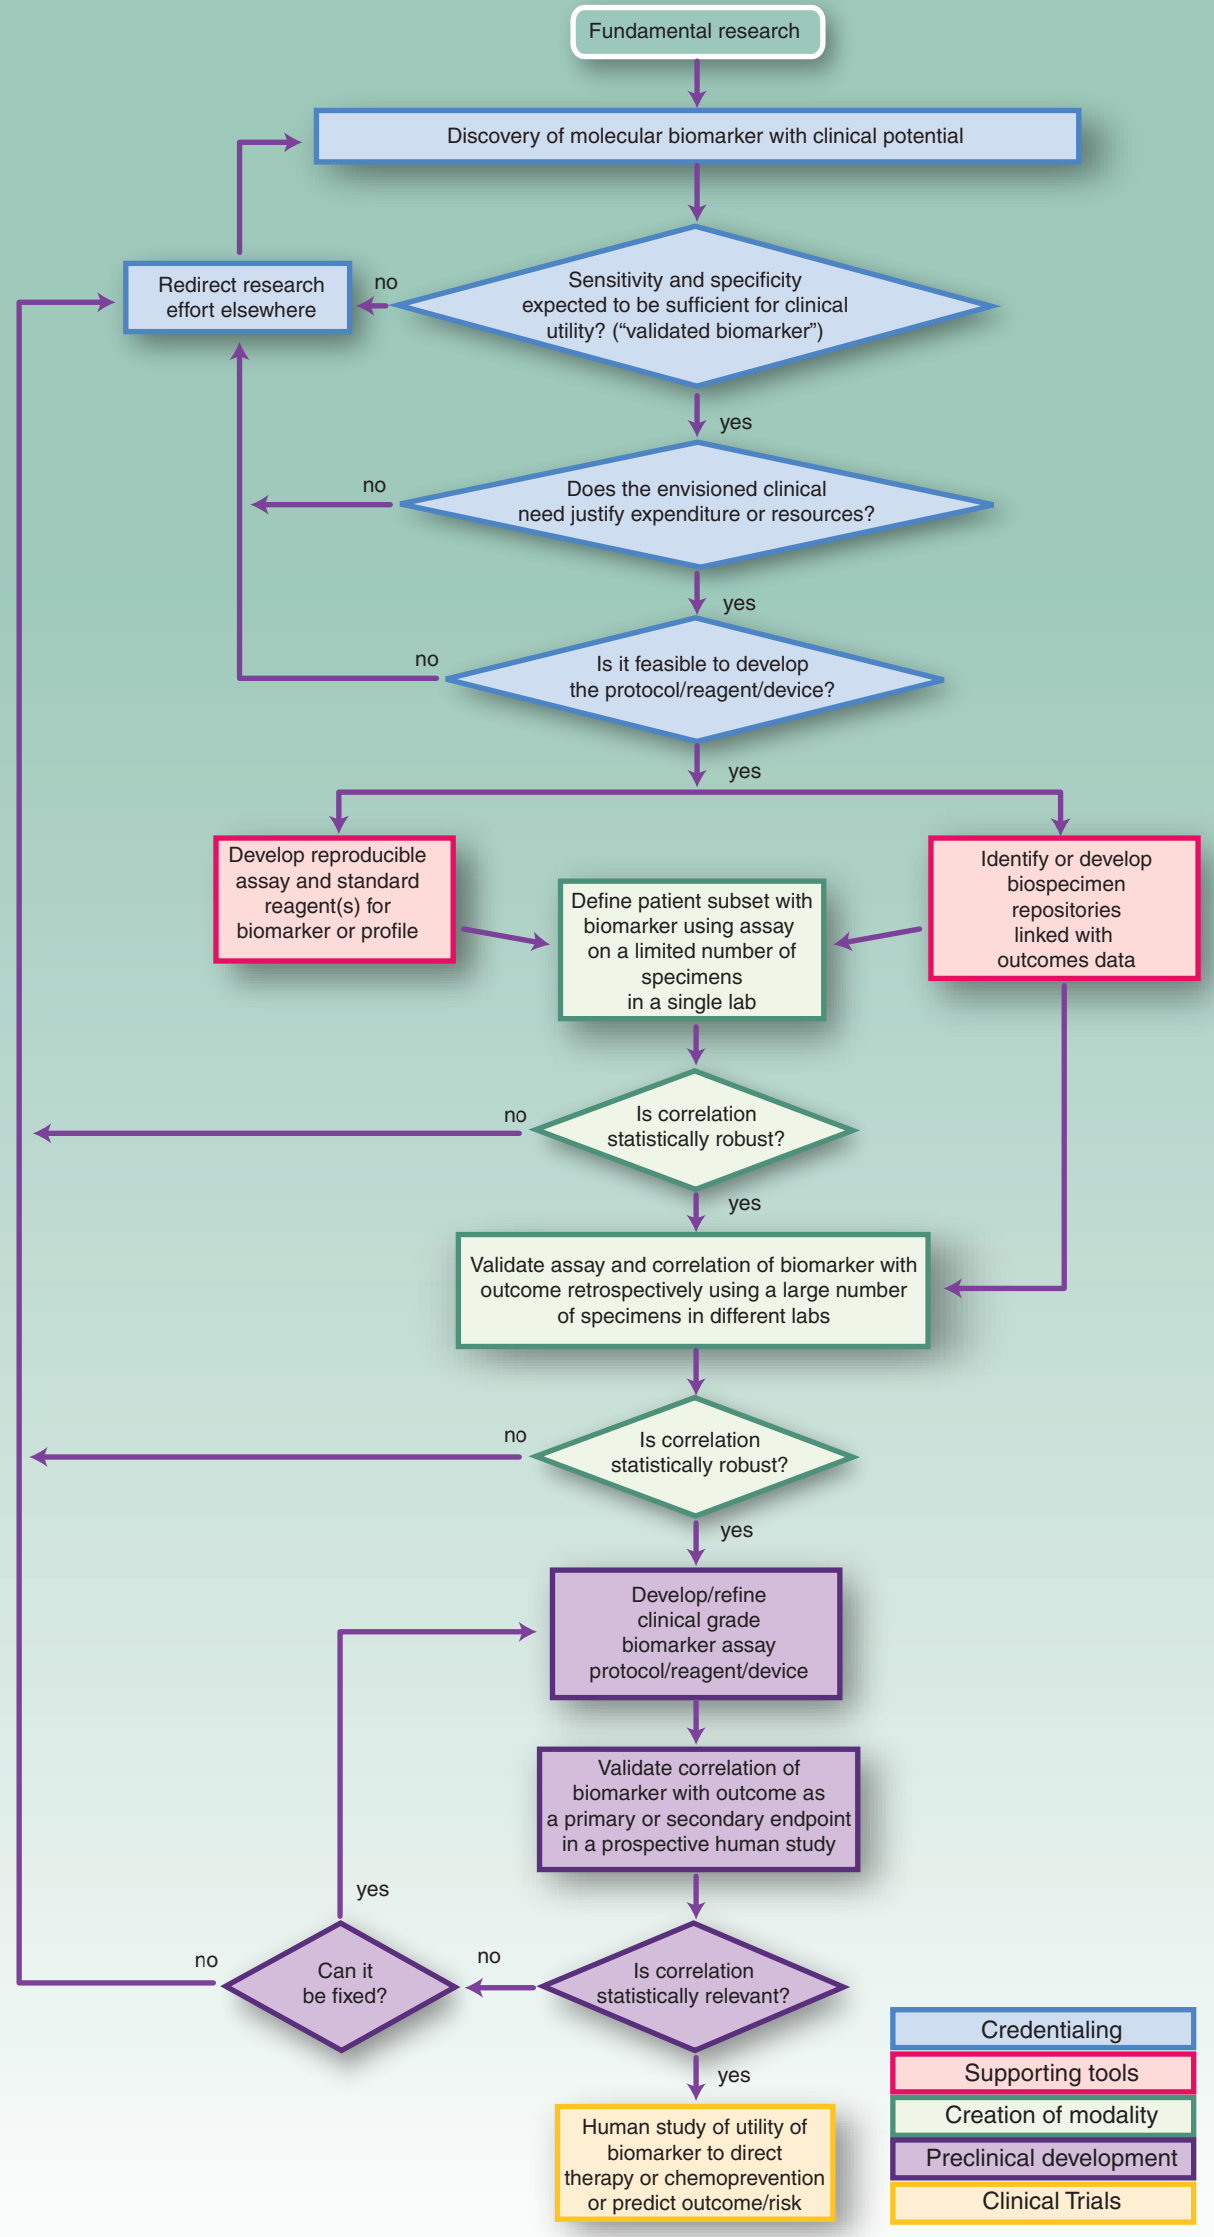 Fundamental research
Discovery of molecular biomarker with clinical potential
Redirect research
effort elsewhere
no
Sensitivity and specificity
expected to be sufficient for clinical
utility? (“validated biomarker”)
yes
no
Does the envisioned clinical
need justify expenditure or resources?
yes
no
Is it feasible to develop
the protocol/reagent/device?
yes
Develop reproducible
assay and standard
reagent(s) for
biomarker or profile
Define patient subset with
biomarker using assay
on a limited number of
specimens
in a single lab
Identify or develop
biospecimen
repositories
linked with
outcomes data
no
Is correlation
statistically robust?
yes
Validate assay and correlation of biomarker with
outcome retrospectively using a large number
of specimens in different labs
no
Is correlation
statistically robust?
yes
Develop/refine
clinical grade
biomarker assay
protocol/reagent/device
Validate correlation of
biomarker with outcome as
a primary or secondary endpoint
in a prospective human study
yes
no
Can it
be fixed?
no
Is correlation
statistically relevant?
yes
Human study of utility of
biomarker to direct
therapy or chemoprevention
or predict outcome/risk
Credentialing
Supporting tools
Creation of modality
Preclinical development
Clinical Trials